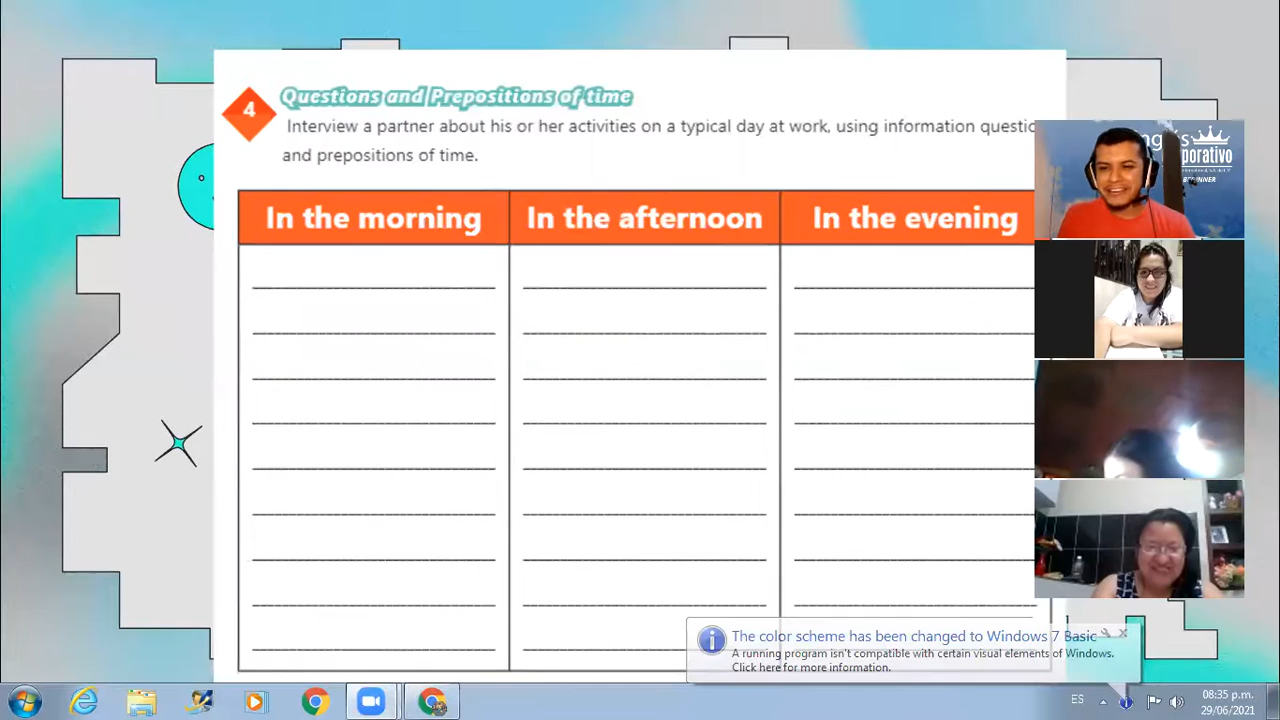 4
Questions and Prepositions of time
Interview a partner about his or her activities on a typical day at work, using information
and prepositions of time.
In the morning
In the afternoon
In the evening
BEGINNER
The color scheme has been changed to Windows 7 Basic
A running program isn't compatible with certain visual elements of Windows.
Click here for more information.
ES
08:35 p.m.
29/06/2021